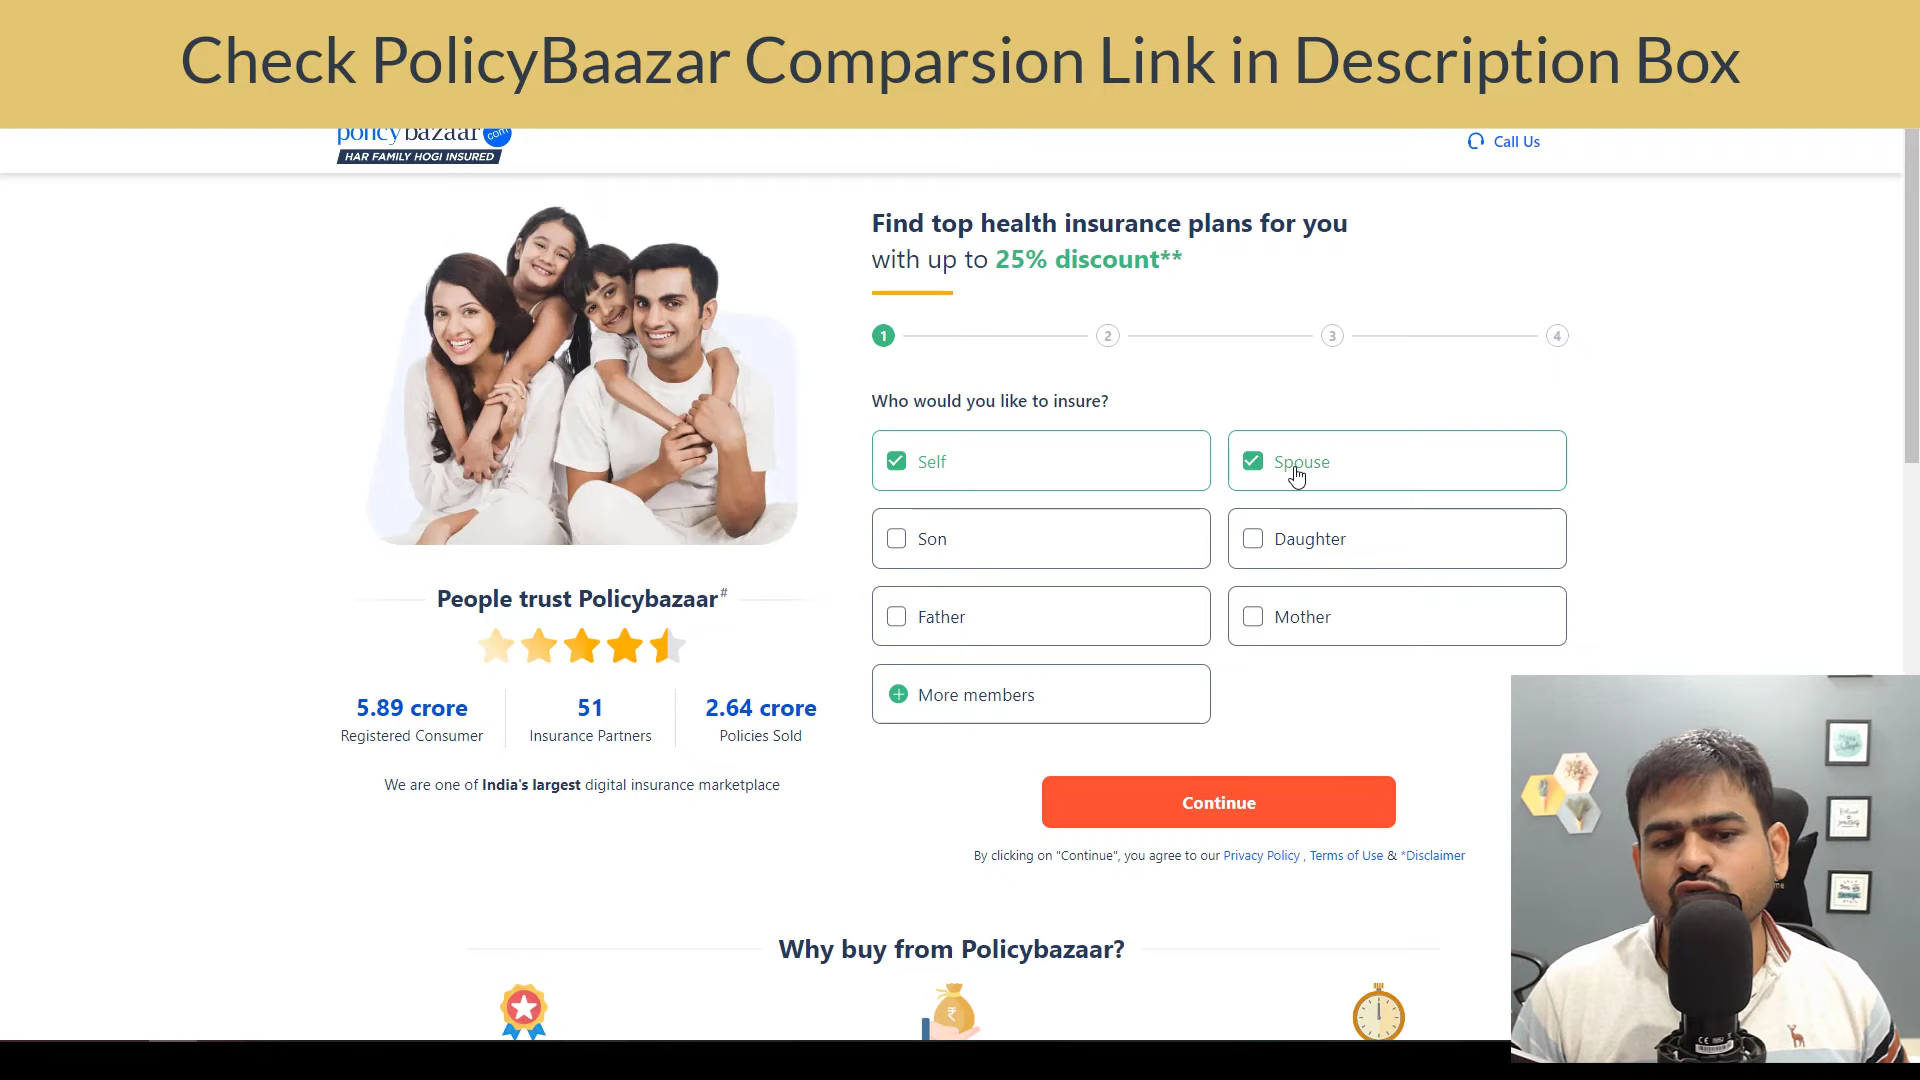 Check PolicyBaazar Comparsion Link in Description Box
policybazaar com
HAR FAMILY HOGI INSURED
Call Us
Find top health insurance plans for you
with up to 25% discount**
1
2
3
4
Who would you like to insure?
Self
Spouse
Son
Daughter
Father
Mother
More members
Continue
By clicking on "Continue", you agree to our Privacy Policy , Terms of Use & *Disclaimer
People trust Policybazaar#
5.89 crore
Registered Consumer
51
Insurance Partners
2.64 crore
Policies Sold
We are one of India's largest digital insurance marketplace
Why buy from Policybazaar?